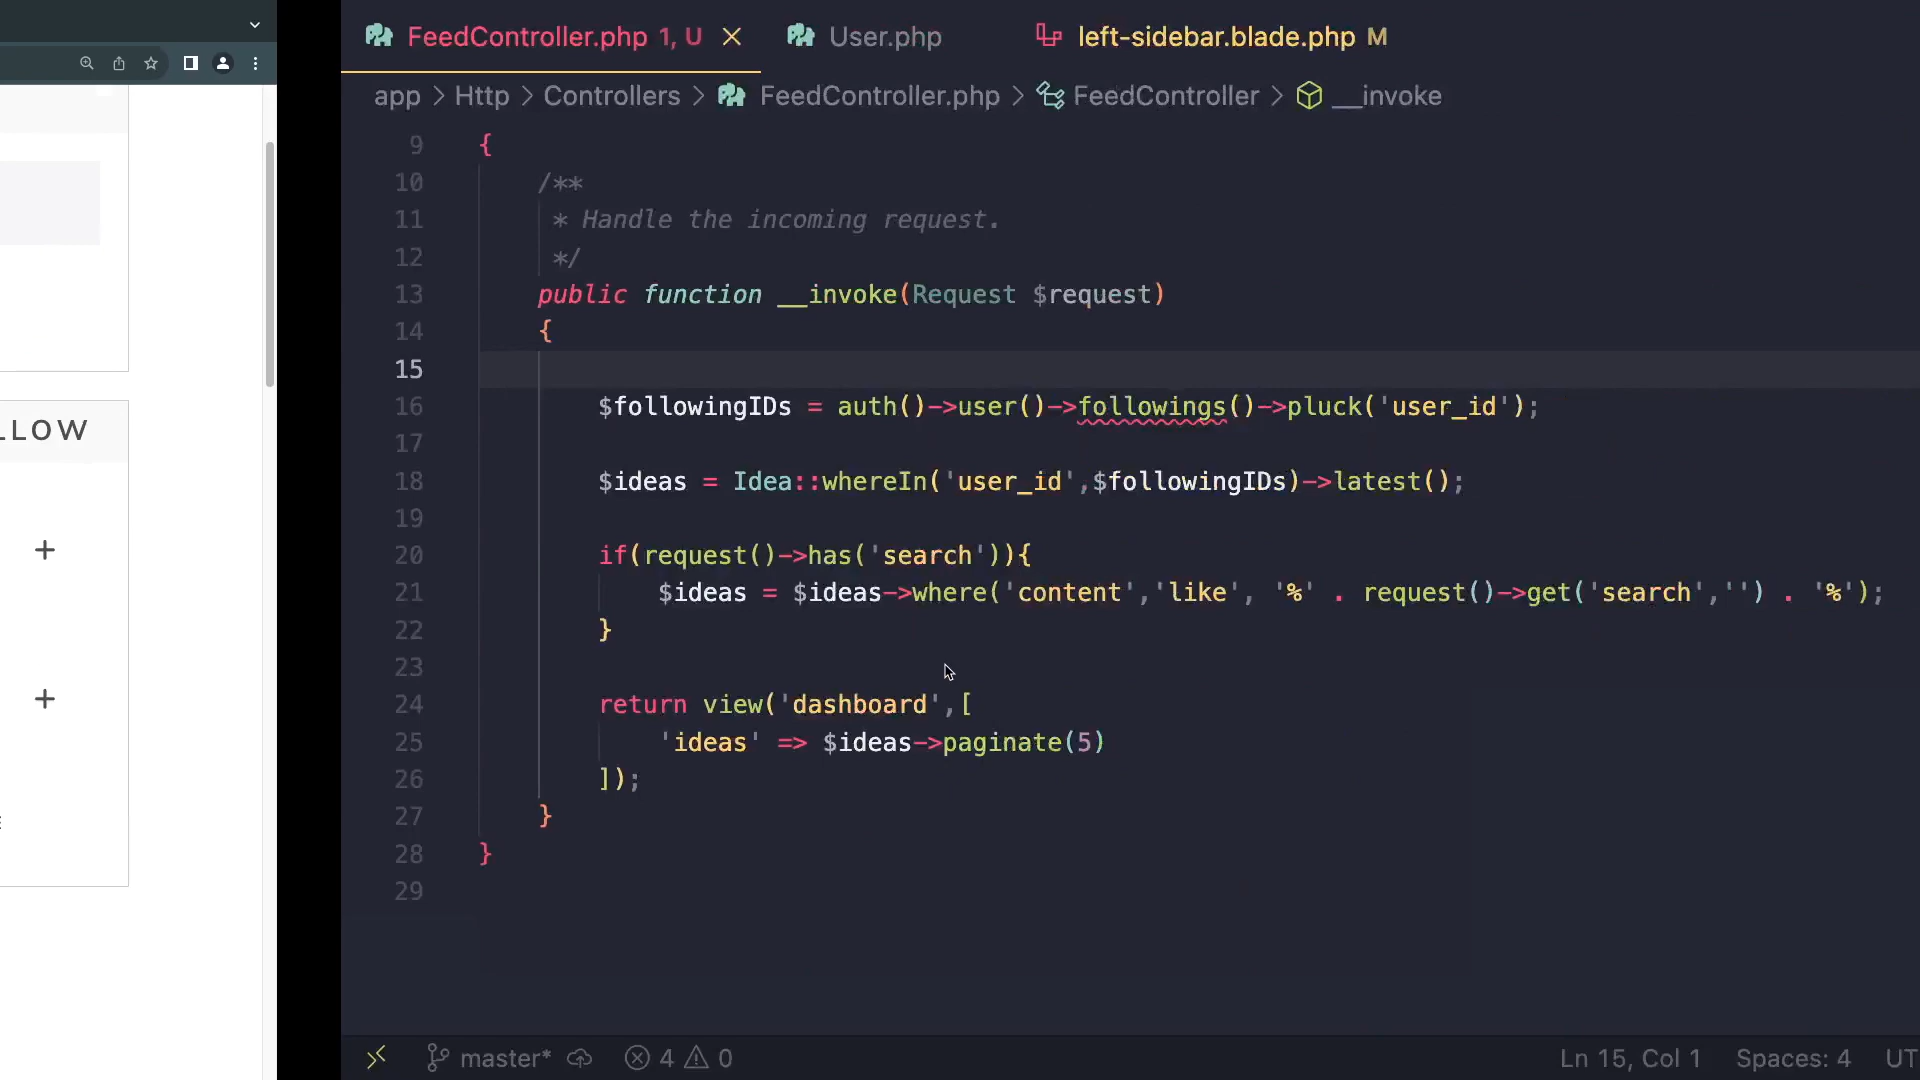 FeedController.php 1, U
User.php
left-sidebar.blade.php M
app > Http > Controllers > FeedController.php > FeedController > __invoke
LLOW
9 {
10 /**
11 * Handle the incoming request.
12 */
13 public function __invoke(Request $request)
14 {
15
16 $followingIDs = auth()->user()->followings()->pluck('user_id');
17
18 $ideas = Idea::whereIn('user_id',$followingIDs)->latest();
19
20 if(request()->has('search')){
21 $ideas = $ideas->where('content','like', '%' . request()->get('search','') . '%');
22 }
23
24 return view('dashboard',[
25 'ideas' => $ideas->paginate(5)
26 ]);
27 }
28 }
29
master* 4 0 Ln 15, Col 1 Spaces: 4 UT